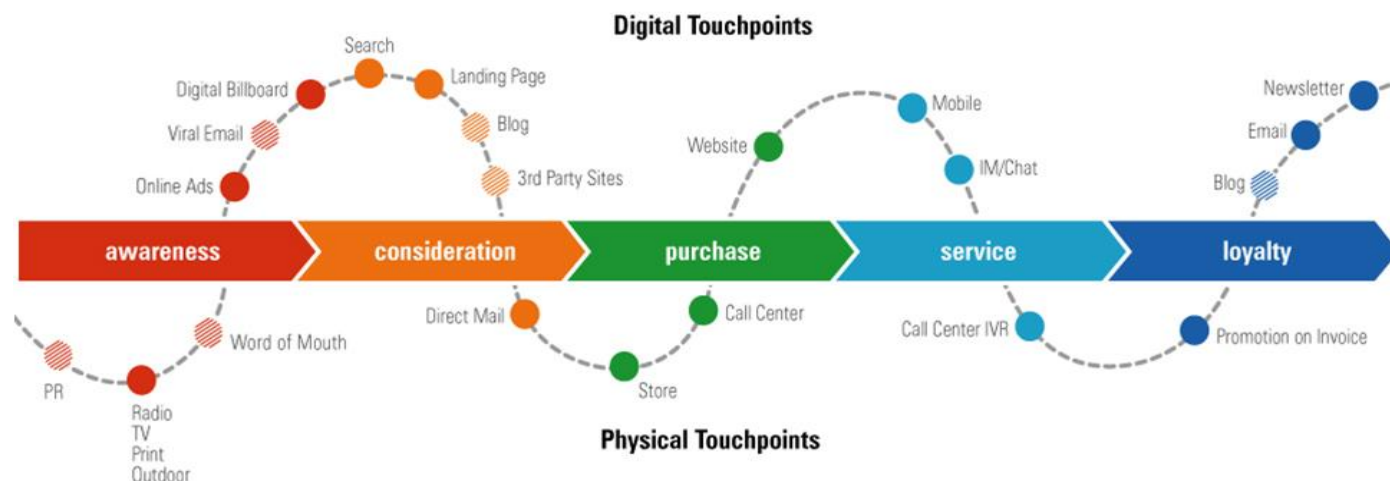 Digital Touchpoints
Search
Digital Billboard
Landing Page
Viral Email
Blog
Online Ads
3rd Party Sites
Website
Mobile
IM/Chat
Newsletter
Email
Blog
awareness
consideration
purchase
service
loyalty
PR
Radio
TV
Print
Outdoor
Word of Mouth
Direct Mail
Call Center
Store
Call Center IVR
Promotion on Invoice
Physical Touchpoints